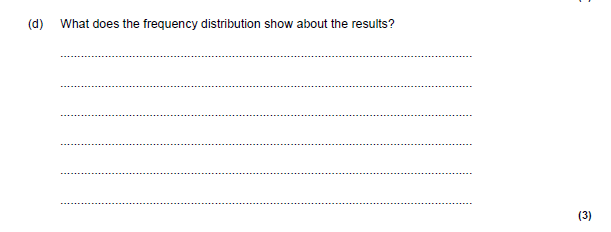 (d) What does the frequency distribution show about the results?
(3)